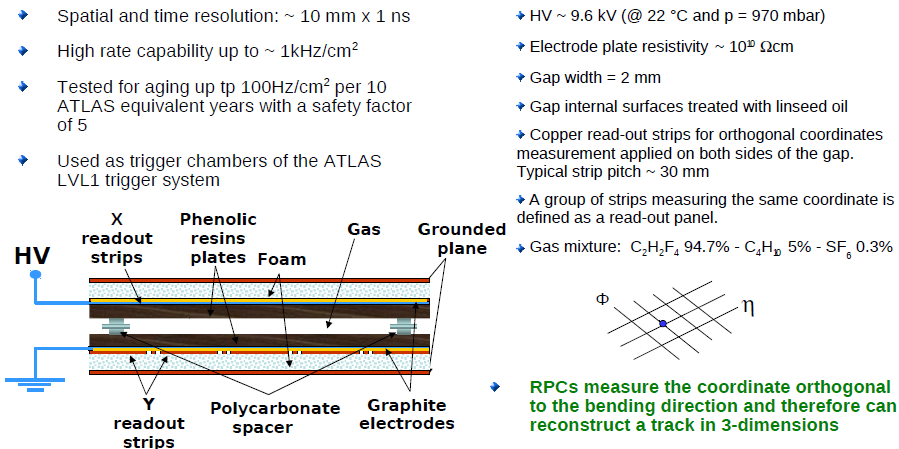 Spatial and time resolution: ~ 10 mm x 1 ns
High rate capability up to ~ 1kHz/cm²
Tested for aging up tp 100Hz/cm² per 10
ATLAS equivalent years with a safety factor
of 5
Used as trigger chambers of the ATLAS
LVL1 trigger system
HV ~ 9.6 kV (@ 22 °C and p = 970 mbar)
Electrode plate resistivity ~ 10¹⁰ Ωcm
Gap width = 2 mm
Gap internal surfaces treated with linseed oil
Copper read-out strips for orthogonal coordinates
measurement applied on both sides of the gap.
Typical strip pitch ~ 30 mm
A group of strips measuring the same coordinate is
defined as a read-out panel.
Gas mixture: C₂H₂F₄ 94.7% - C₄H₁₀ 5% - SF₆ 0.3%
HV
X
readout
strips
Phenolic
resins
plates
Foam
Gas
Grounded
plane
Y
readout
strips
Polycarbonate
spacer
Graphite
electrodes
Φ
η
RPCs measure the coordinate orthogonal
to the bending direction and therefore can
reconstruct a track in 3-dimensions